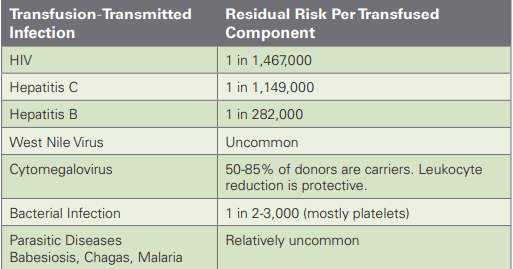 Transfusion-Transmitted Infection
Residual Risk Per Transfused Component
HIV
1 in 1,467,000
Hepatitis C
1 in 1,149,000
Hepatitis B
1 in 282,000
West Nile Virus
Uncommon
Cytomegalovirus
50-85% of donors are carriers. Leukocyte
reduction is protective.
Bacterial Infection
1 in 2-3,000 (mostly platelets)
Parasitic Diseases
Babesiosis, Chagas, Malaria
Relatively uncommon